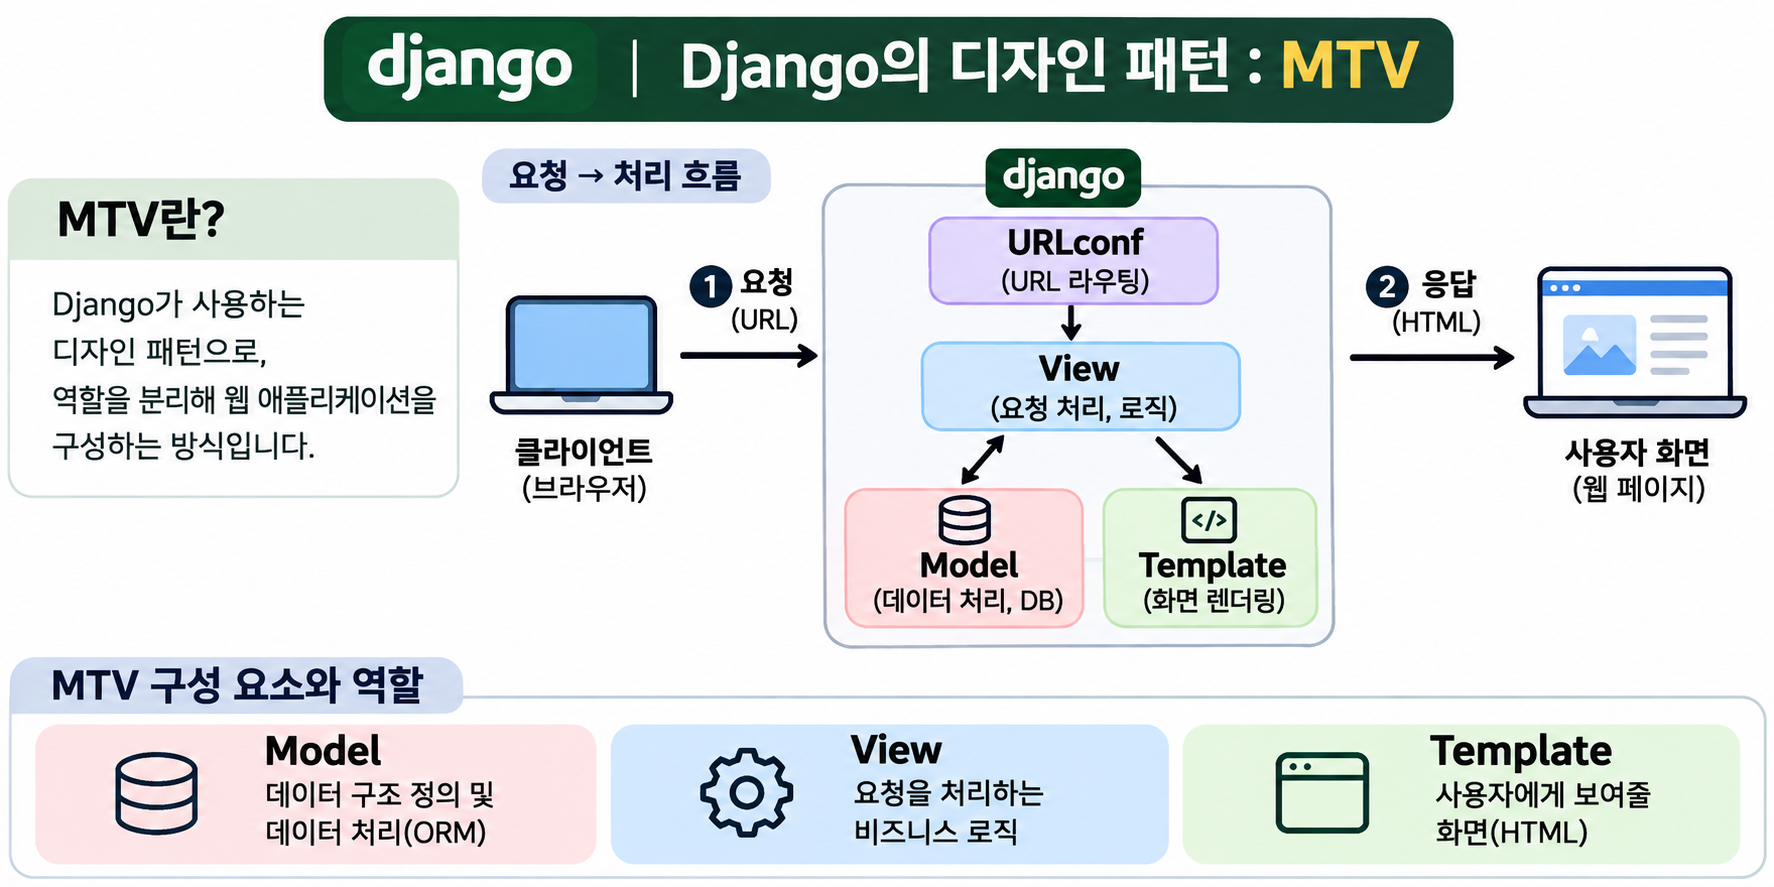 django | Django의 디자인 패턴 : MTV
요청 → 처리 흐름
MTV란?
Django가 사용하는
디자인 패턴으로,
역할을 분리해 웹 애플리케이션을
구성하는 방식입니다.
클라이언트
(브라우저)
1 요청
(URL)
django
URLconf
(URL 라우팅)
View
(요청 처리, 로직)
Model
(데이터 처리, DB)
</>
Template
(화면 렌더링)
2 응답
(HTML)
사용자 화면
(웹 페이지)
MTV 구성 요소와 역할
Model
데이터 구조 정의 및
데이터 처리(ORM)
View
요청을 처리하는
비즈니스 로직
Template
사용자에게 보여줄
화면(HTML)